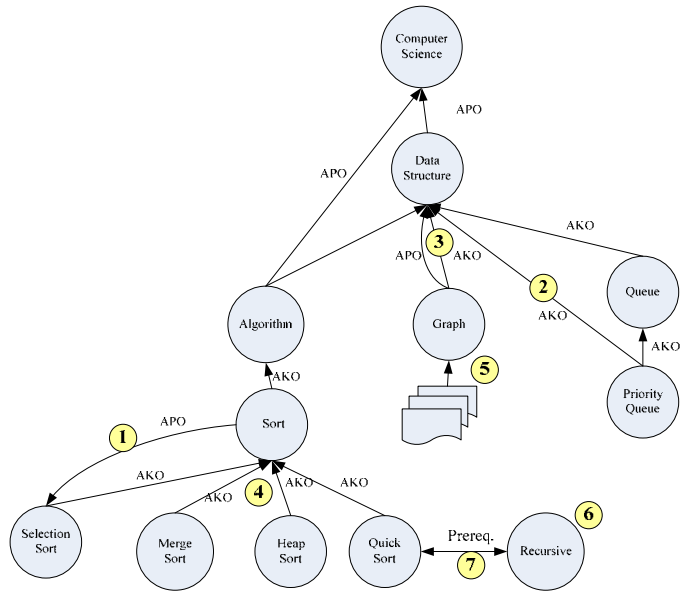 Computer
Science
APO
Data
Structure
APO
3
AKO
APO
AKO
2
Queue
AKO
Algorithm
Graph
AKO
5
AKO
Priority
Queue
APO
Sort
1
AKO
AKO
4
AKO
AKO
6
Selection
Sort
Merge
Sort
Heap
Sort
Quick
Sort
Prereq.
7
Recursive